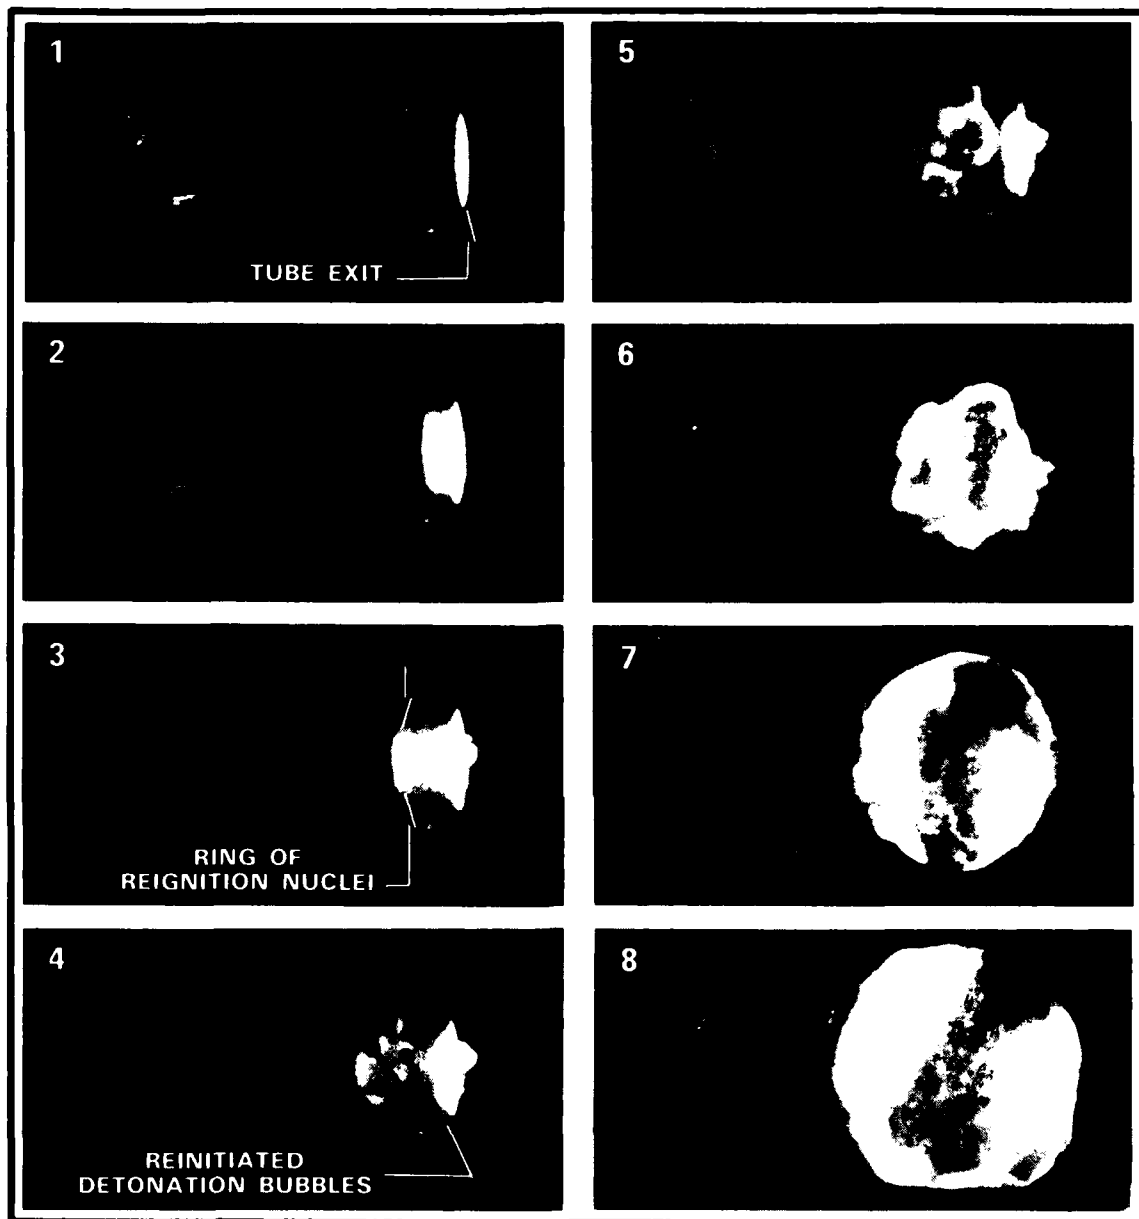 1
TUBE EXIT
2
3
RING OF
REIGNITION NUCLEI
4
REINITIATED
DETONATION BUBBLES
5
6
7
8